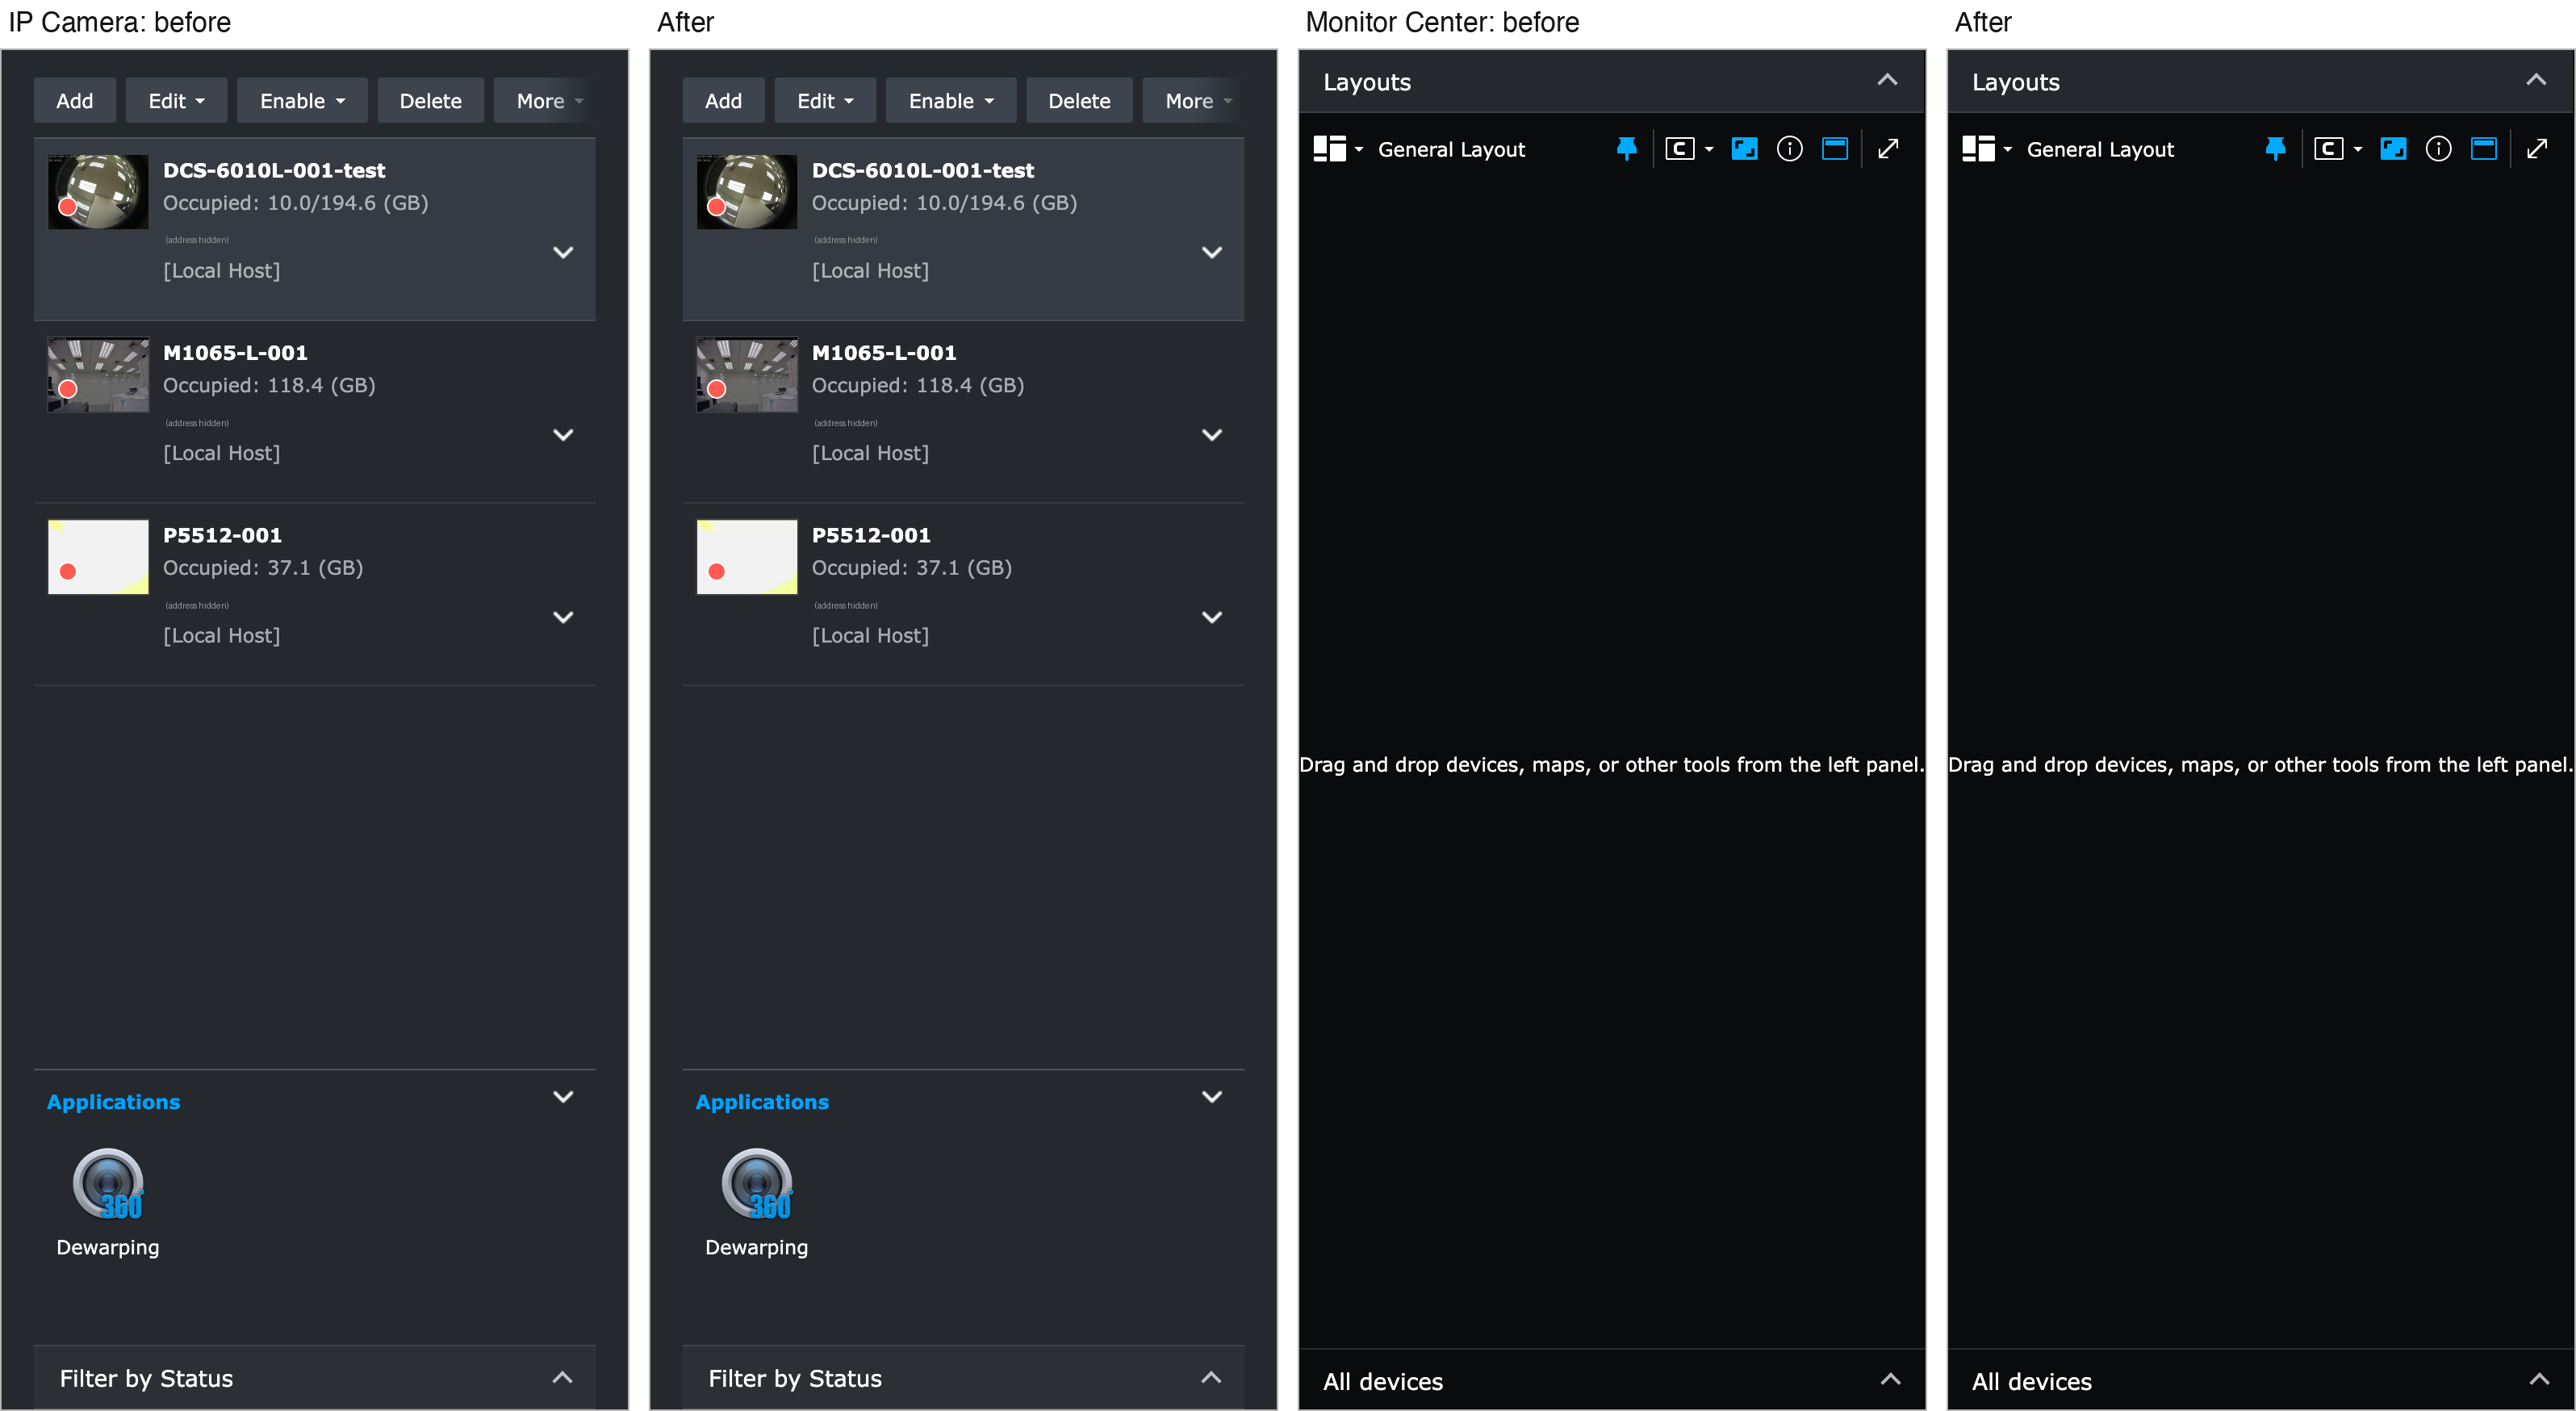 IP Camera: before
Add Edit Enable Delete More
DCS-6010L-001-test
Occupied: 10.0/194.6 (GB)
(address hidden)
[Local Host]
M1065-L-001
Occupied: 118.4 (GB)
(address hidden)
[Local Host]
P5512-001
Occupied: 37.1 (GB)
(address hidden)
[Local Host]
Applications
360°
Dewarping
Filter by Status
After
Add Edit Enable Delete More
DCS-6010L-001-test
Occupied: 10.0/194.6 (GB)
(address hidden)
[Local Host]
M1065-L-001
Occupied: 118.4 (GB)
(address hidden)
[Local Host]
P5512-001
Occupied: 37.1 (GB)
(address hidden)
[Local Host]
Applications
360°
Dewarping
Filter by Status
Monitor Center: before
Layouts
General Layout C
Drag and drop devices, maps, or other tools from the left panel.
All devices
After
Layouts
General Layout C
Drag and drop devices, maps, or other tools from the left panel.
All devices